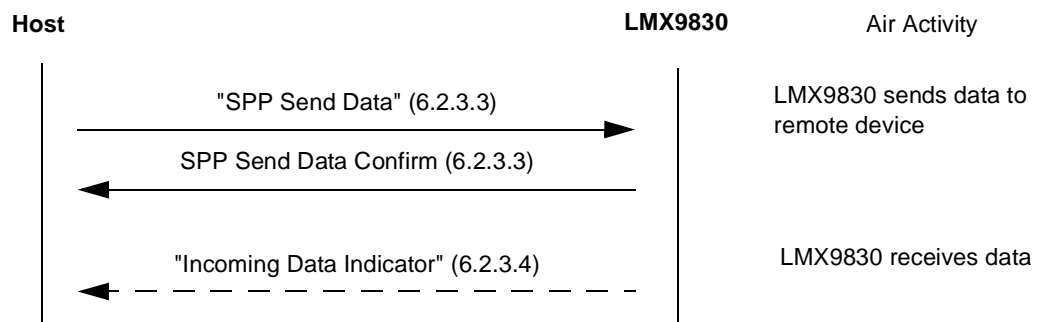 Host LMX9830 Air Activity
"SPP Send Data" (6.2.3.3)
LMX9830 sends data to
remote device
SPP Send Data Confirm (6.2.3.3)
"Incoming Data Indicator" (6.2.3.4)
LMX9830 receives data